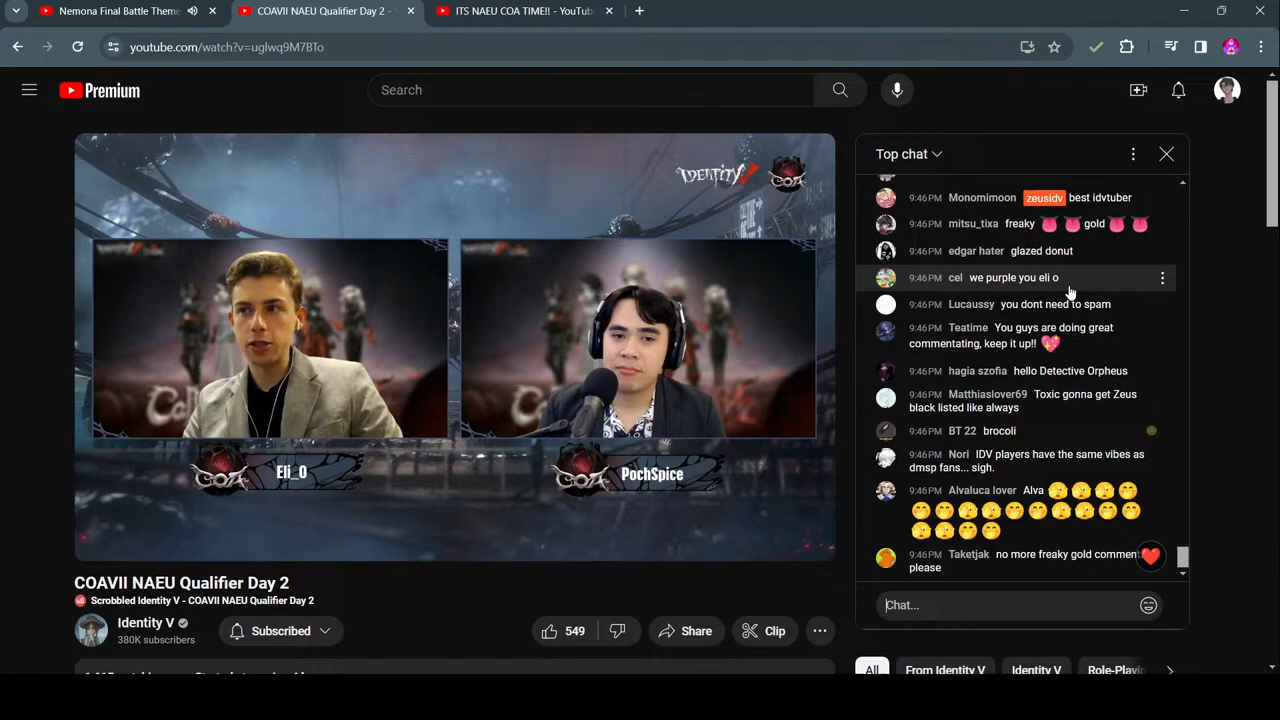 Nemona Final Battle Theme
COAVII NAEU Qualifier Day 2 -
ITS NAEU COA TIME!! - YouTub
youtube.com/watch?v=uglwq9M7BTo
Premium
Search
IDENTITY V
COA
Eli_O
PochSpice
COAVII NAEU Qualifier Day 2
Scrobbled Identity V - COAVII NAEU Qualifier Day 2
Identity V
380K subscribers
Subscribed
549
Share
Clip
Top chat
9:46PM Monomimoon zeusidv best idvtuber
9:46PM mitsu_tixa freaky 👅 👅 gold 👅 👅
9:46PM edgar hater glazed donut
9:46PM cel we purple you eli o
9:46PM Lucaussy you dont need to spam
9:46PM Teatime You guys are doing great
commentating, keep it up!! 💖
9:46PM hagia szofia hello Detective Orpheus
9:46PM Matthiaslover69 Toxic gonna get Zeus
black listed like always
9:46PM BT 22 brocoli
9:46PM Nori IDV players have the same vibes as
dmsp fans... sigh.
9:46PM Alvaluca lover Alva 🫣🫣🫣🤭
🤭🤭🫣🫣🤭🤭🫣🫣🤭🤭
🫣🫣🤭🤭
9:46PM Taketjak no more freaky gold comment
please
Chat...
All
From Identity V
Identity V
Role-Playin